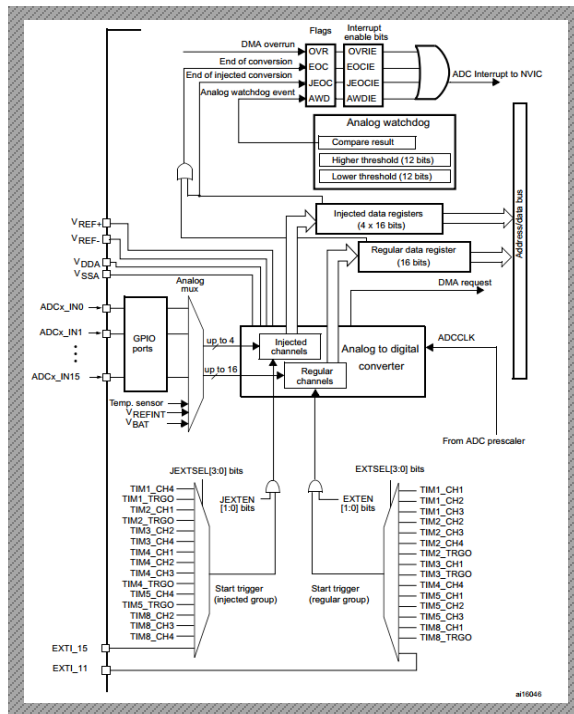 Flags
Interrupt
enable bits
DMA overrun
End of conversion
End of injected conversion
Analog watchdog event
OVR
EOC
JEOC
AWD
OVRIE
EOCIE
JEOCIE
AWDIE
ADC Interrupt to NVIC
Analog watchdog
Compare result
Higher threshold (12 bits)
Lower threshold (12 bits)
Address/data bus
Injected data registers
(4 x 16 bits)
Regular data register
(16 bits)
VREF+
VREF-
VDDA
VSSA
Analog
mux
DMA request
ADCx_IN0
ADCx_IN1
ADCx_IN15
GPIO
ports
up to 4
up to 16
Injected
channels
Regular
channels
Analog to digital
converter
ADCCLK
Temp. sensor
VREFINT
VBAT
From ADC prescaler
JEXTSEL[3:0] bits
EXTSEL[3:0] bits
TIM1_CH4
TIM1_TRGO
TIM2_CH1
TIM2_TRGO
TIM3_CH2
TIM3_CH4
TIM4_CH1
TIM4_CH2
TIM4_CH3
TIM4_TRGO
TIM5_CH4
TIM5_TRGO
TIM8_CH2
TIM8_CH3
TIM8_CH4
JEXTEN
[1:0] bits
EXTEN
[1:0] bits
Start trigger
(injected group)
Start trigger
(regular group)
TIM1_CH1
TIM1_CH2
TIM1_CH3
TIM2_CH2
TIM2_CH3
TIM2_CH4
TIM2_TRGO
TIM3_CH1
TIM3_TRGO
TIM4_CH4
TIM5_CH1
TIM5_CH2
TIM5_CH3
TIM8_CH1
TIM8_TRGO
EXTI_15
EXTI_11
ai16046